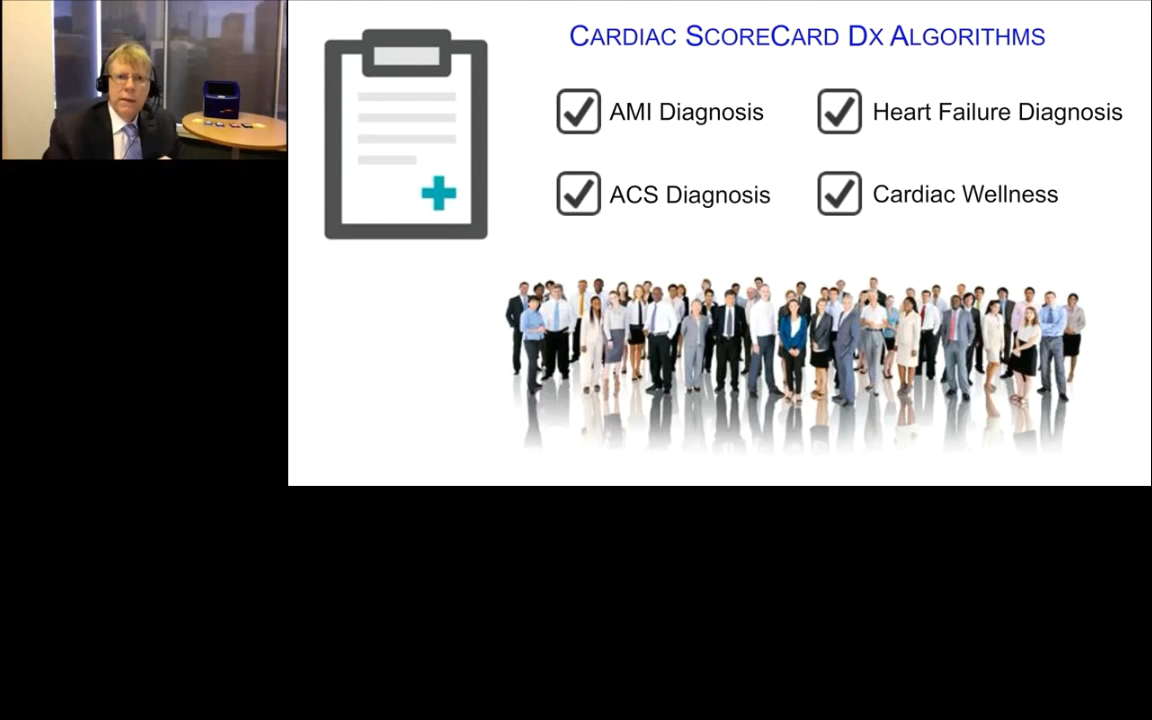 CARDIAC SCORECARD DX ALGORITHMS
AMI Diagnosis
Heart Failure Diagnosis
ACS Diagnosis
Cardiac Wellness